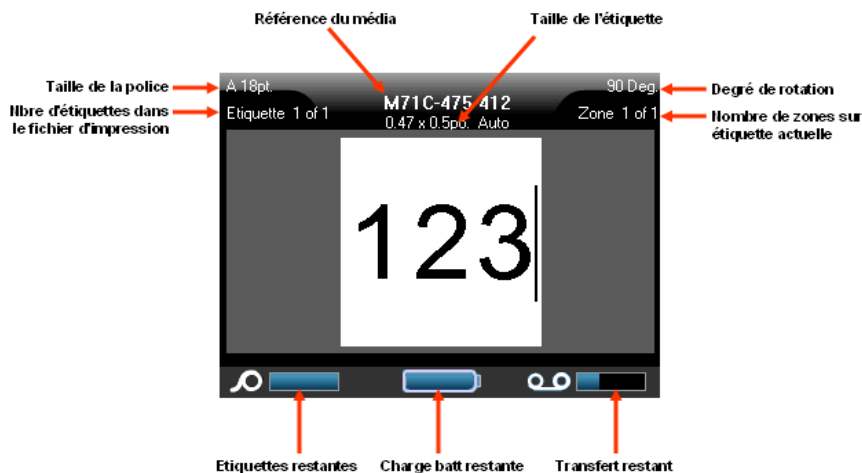 Référence du média
Taille de l'étiquette
Taille de la police
A 18pt.
90 Deg.
Degré de rotation
M71C-475-412
Nbre d'étiquettes dans
le fichier d'impression
Etiquette 1 of 1
0.47 x 0.5po. Auto
Zone 1 of 1
Nombre de zones sur
étiquette actuelle
123
Etiquettes restantes
Charge batt restante
Transfert restant